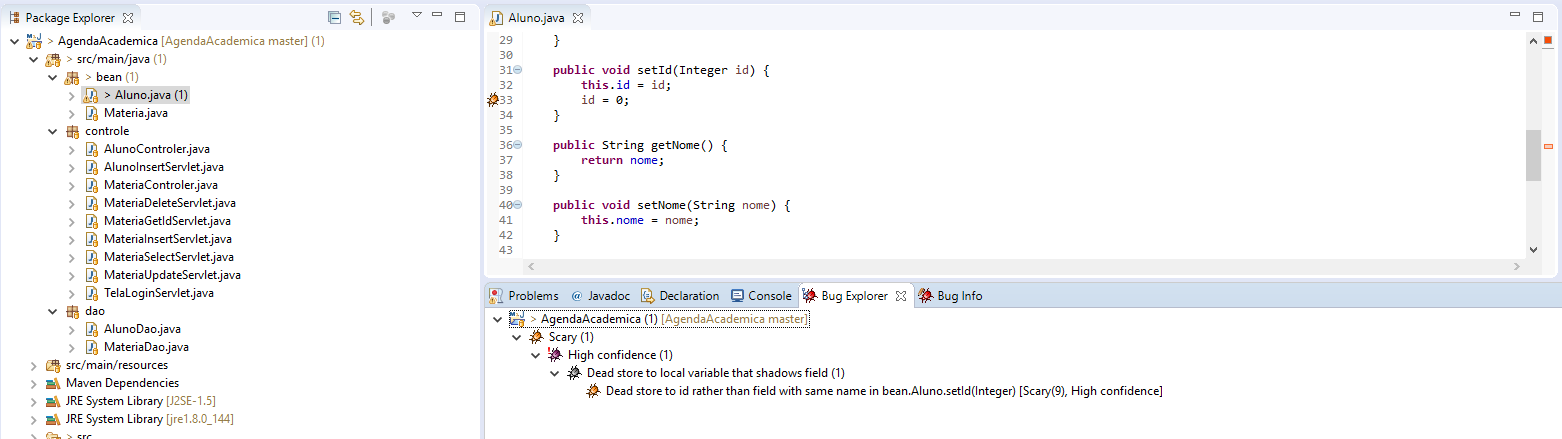 Package Explorer
> AgendaAcademica [AgendaAcademica master] (1)
> src/main/java (1)
> bean (1)
> Aluno.java (1)
Materia.java
controle
AlunoControler.java
AlunoInsertServlet.java
MateriaControler.java
MateriaDeleteServlet.java
MateriaGetIdServlet.java
MateriaInsertServlet.java
MateriaSelectServlet.java
MateriaUpdateServlet.java
TelaLoginServlet.java
dao
AlunoDao.java
MateriaDao.java
src/main/resources
Maven Dependencies
JRE System Library [J2SE-1.5]
JRE System Library [jre1.8.0_144]
> src
Aluno.java
29 }
30
31 public void setId(Integer id) {
32 this.id = id;
33 id = 0;
34 }
35
36 public String getNome() {
37 return nome;
38 }
39
40 public void setNome(String nome) {
41 this.nome = nome;
42 }
43
Problems @ Javadoc Declaration Console Bug Explorer Bug Info
> AgendaAcademica (1) [AgendaAcademica master]
Scary (1)
High confidence (1)
Dead store to local variable that shadows field (1)
Dead store to id rather than field with same name in bean.Aluno.setId(Integer) [Scary(9), High confidence]